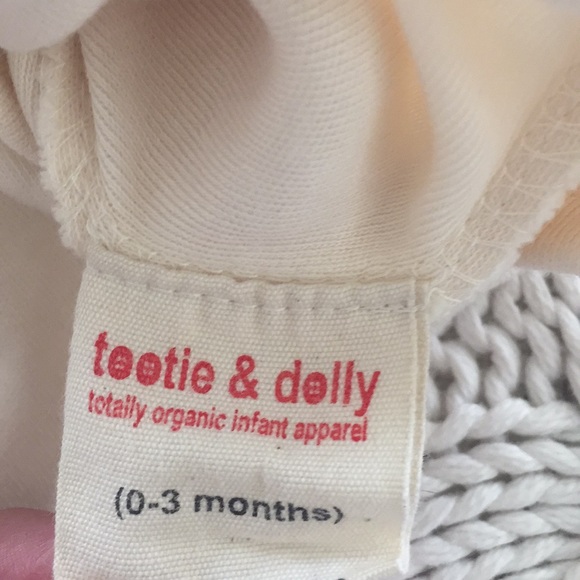 tootie & dolly
totally organic infant apparel
(0-3 months)